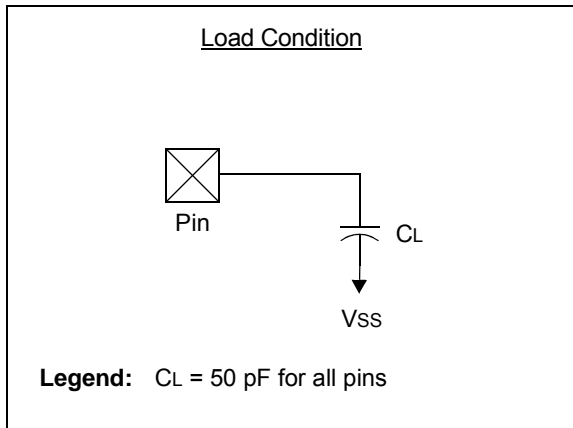 Load Condition
Pin
CL
VSS
Legend: CL = 50 pF for all pins